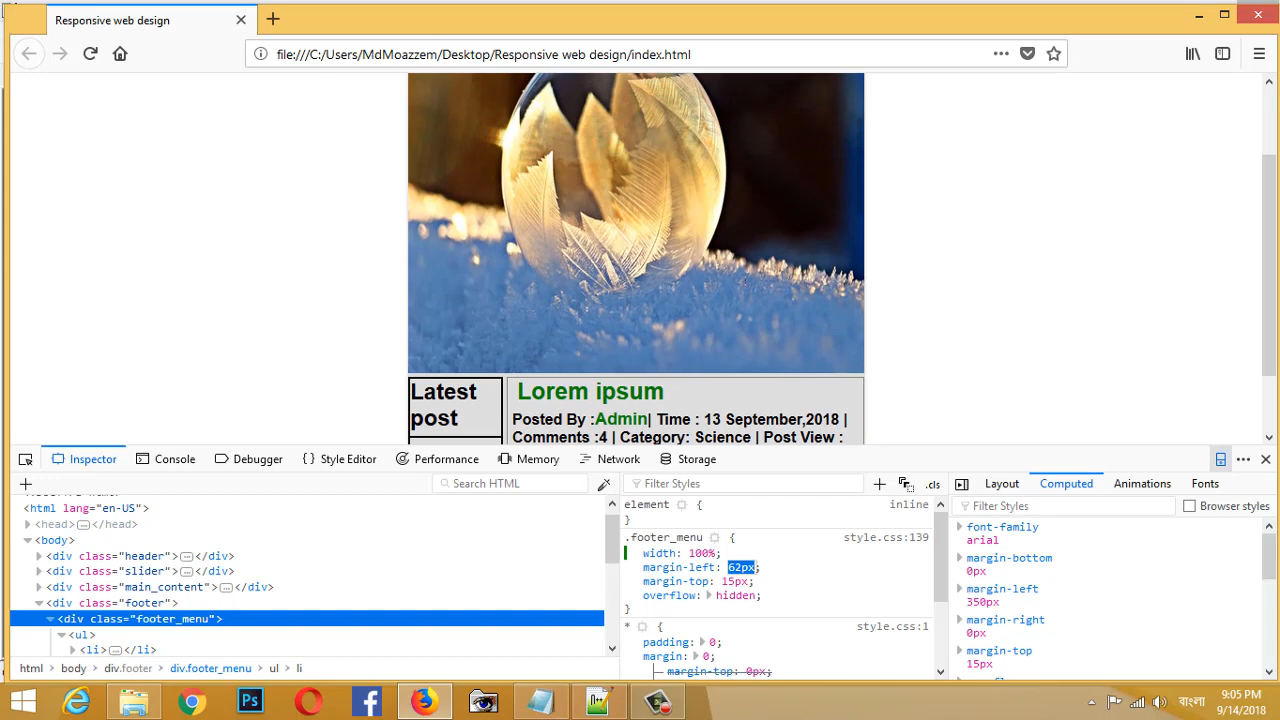 Responsive web design
file:///C:/Users/MdMoazzem/Desktop/Responsive web design/index.html
Latest
post
Lorem ipsum
Posted By :Admin| Time : 13 September,2018 |
Comments :4 | Category: Science | Post View :
Inspector
Console
Debugger
Style Editor
Performance
Memory
Network
Storage
Search HTML
Filter Styles
.cls
Layout
Computed
Animations
Fonts
<html lang="en-US">
<head></head>
<body>
<div class="header"></div>
<div class="slider"></div>
<div class="main_content"></div>
<div class="footer">
<div class="footer_menu">
<ul>
<li></li>
html
body
div.footer
div.footer_menu
ul
li
element {
inline
}
.footer_menu {
style.css:139
width: 100%;
margin-left: 62px;
margin-top: 15px;
overflow: hidden;
}
* {
style.css:1
padding: 0;
margin: 0;
margin-top: 0px;
Filter Styles
Browser styles
font-family
arial
margin-bottom
0px
margin-left
350px
margin-right
0px
margin-top
15px
Ps
বাংলা
9:05 PM
9/14/2018